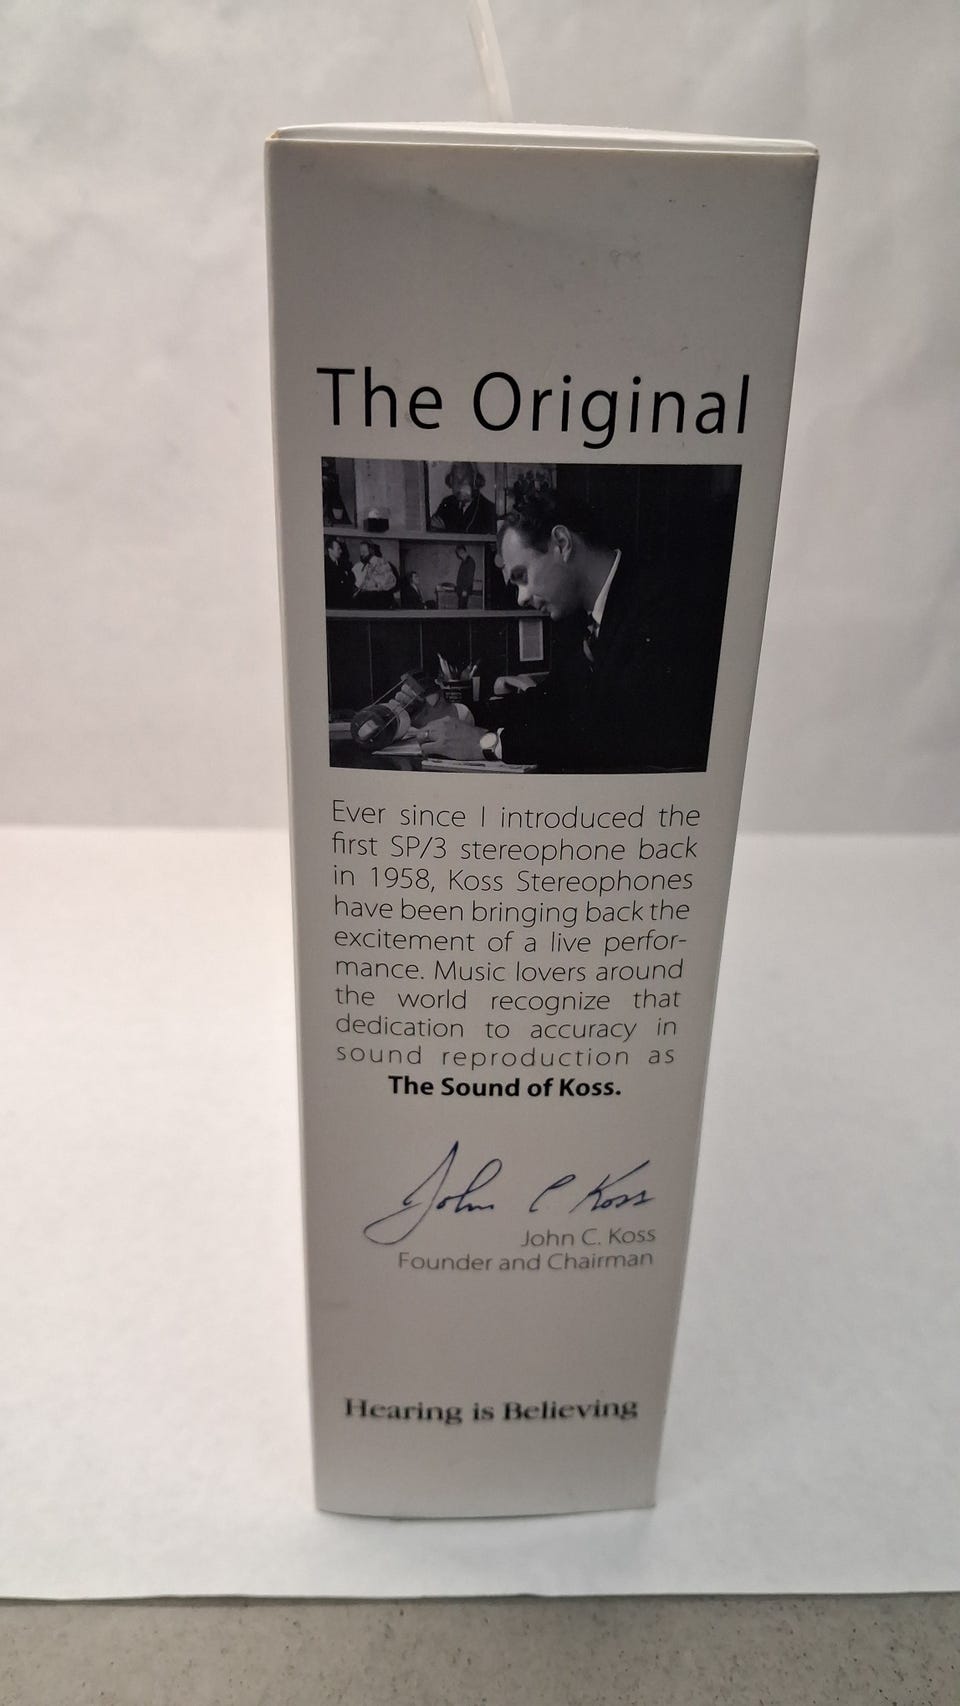 The Original
Ever since I introduced the
first SP/3 stereophone back
in 1958, Koss Stereophones
have been bringing back the
excitement of a live perfor-
mance. Music lovers around
the world recognize that
dedication to accuracy in
sound reproduction as
The Sound of Koss.
John C Koss
John C. Koss
Founder and Chairman
Hearing is Believing